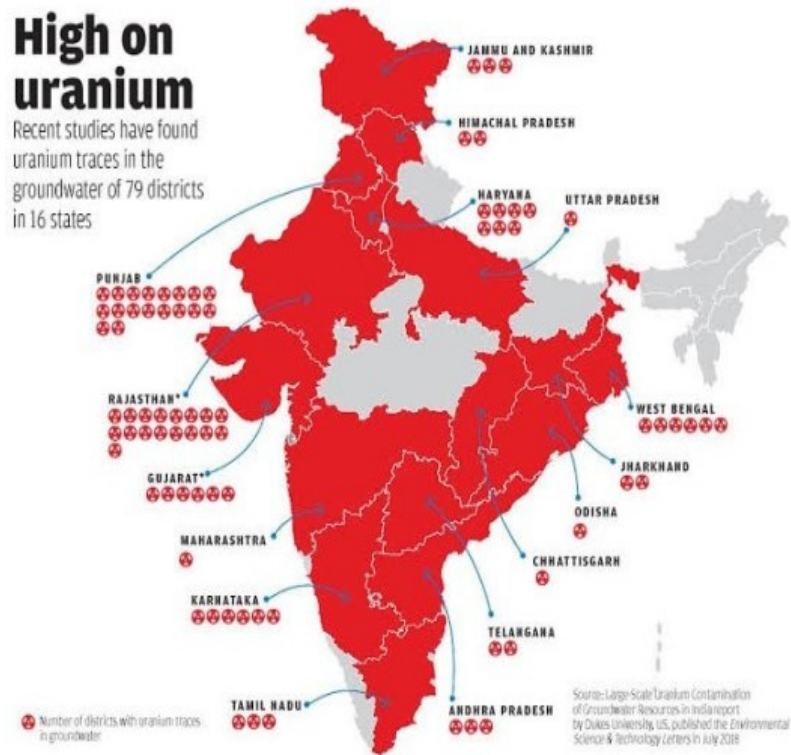 High on
uranium
Recent studies have found
uranium traces in the
groundwater of 79 districts
in 16 states
JAMMU AND KASHMIR
HIMACHAL PRADESH
HARYANA
UTTAR PRADESH
PUNJAB
RAJASTHAN*
WEST BENGAL
GUJARAT*
JHARKHAND
ODISHA
MAHARASHTRA
CHHATTISGARH
KARNATAKA
TELANGANA
TAMIL NADU
ANDHRA PRADESH
Number of districts with uranium traces
in groundwater
Source: Large-Scale Uranium Contamination
of Groundwater Resources in India report
by Dukes University, US, published the Environmental
Science & Technology Letters in July 2018